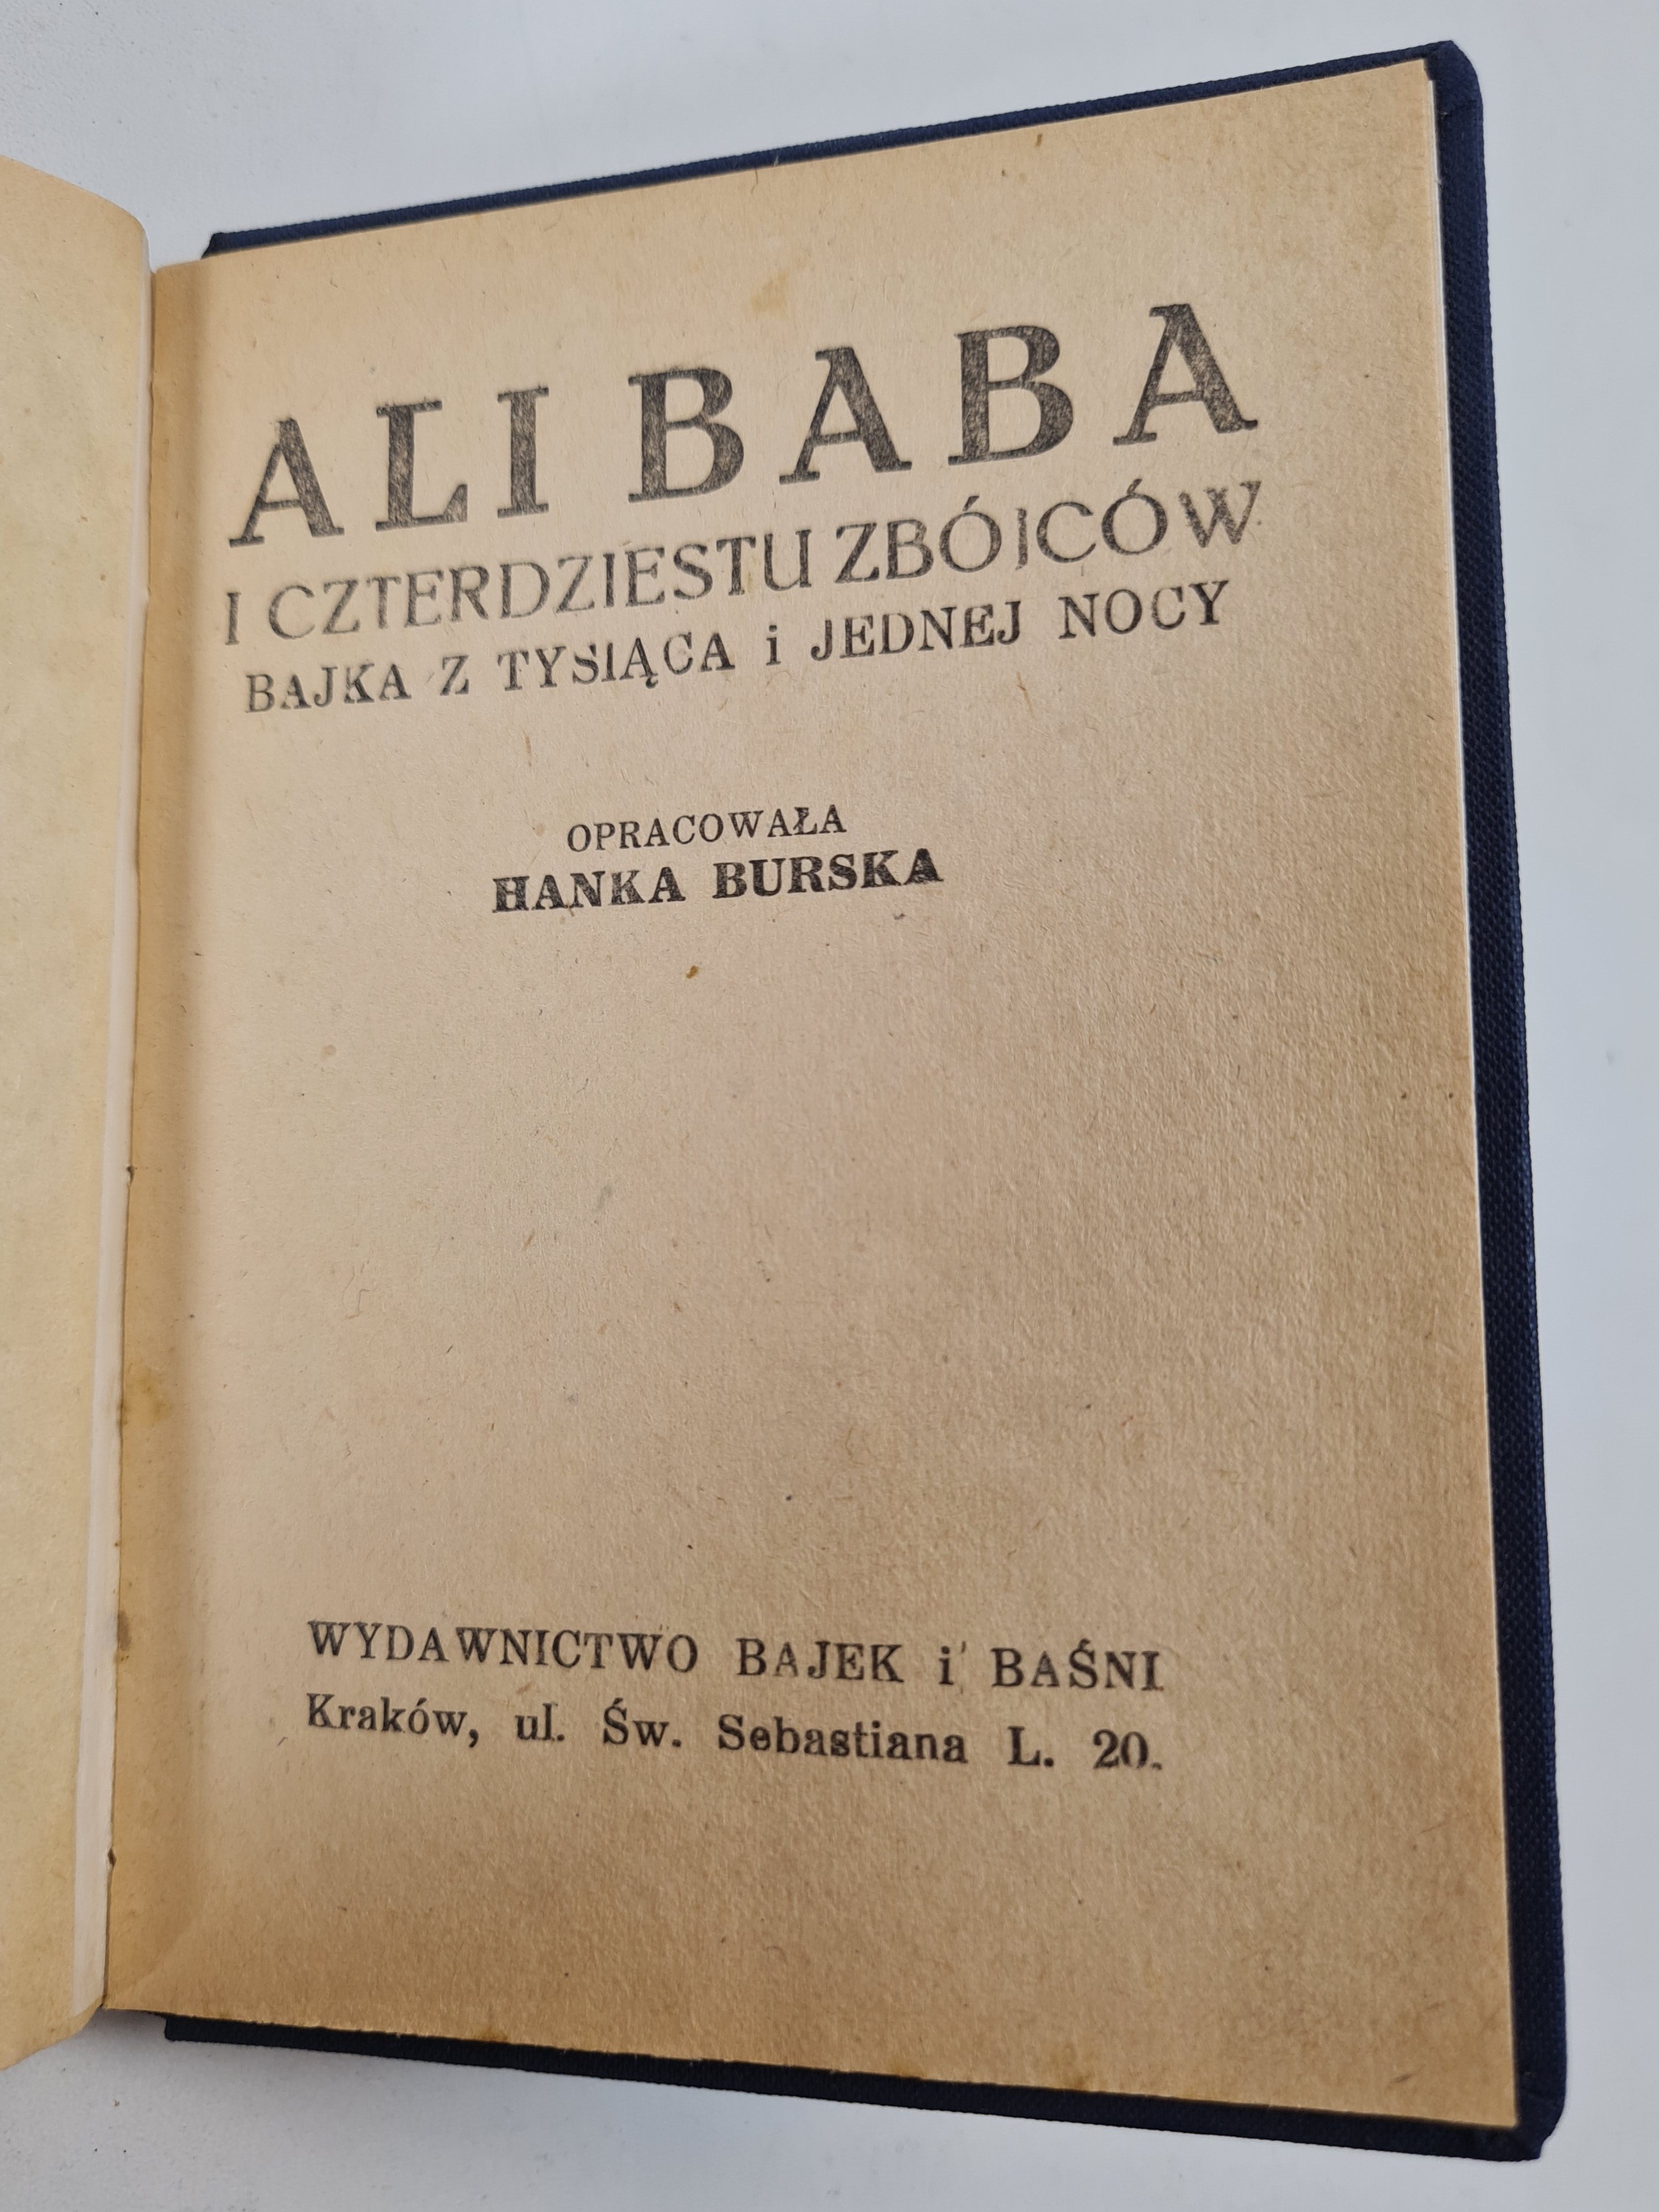 ALI BABA
I CZTERDZIESTU ZBÓJCÓW
BAJKA Z TYSIĄCA i JEDNEJ NOCY
OPRACOWAŁA
HANKA BURSKA
WYDAWNICTWO BAJEK i BAŚNI
Kraków, ul. Św. Sebastiana L. 20.